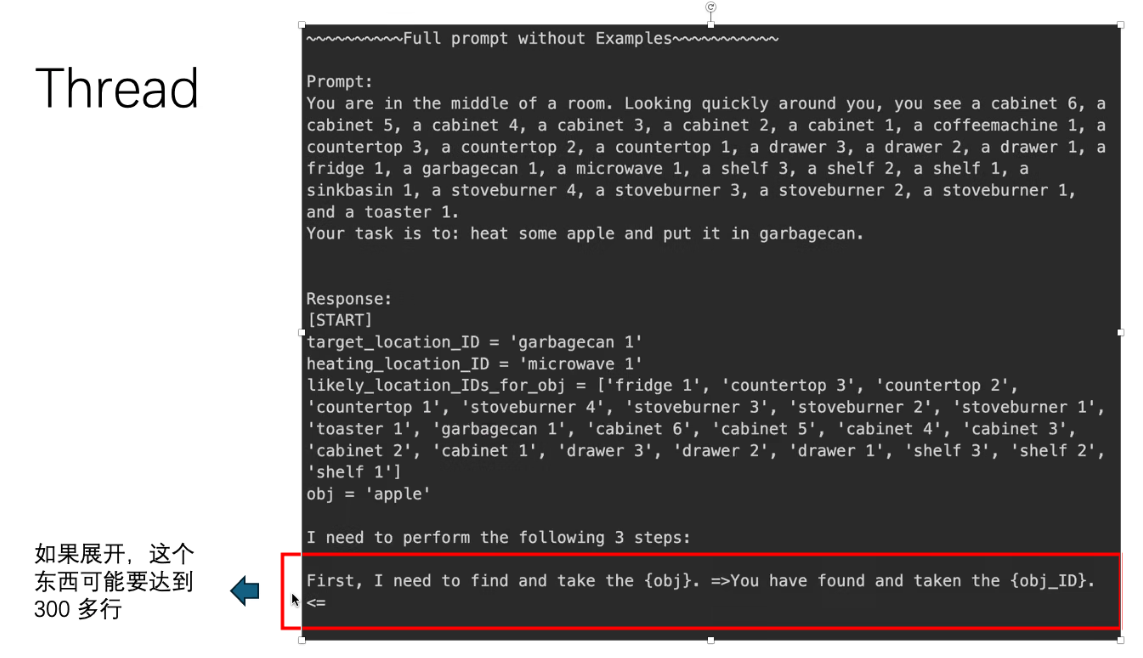 Thread
~~~~~~~~~~Full prompt without Examples~~~~~~~~~~~
Prompt:
You are in the middle of a room. Looking quickly around you, you see a cabinet 6, a
cabinet 5, a cabinet 4, a cabinet 3, a cabinet 2, a cabinet 1, a coffeemachine 1, a
countertop 3, a countertop 2, a countertop 1, a drawer 3, a drawer 2, a drawer 1, a
fridge 1, a garbagecan 1, a microwave 1, a shelf 3, a shelf 2, a shelf 1, a
sinkbasin 1, a stoveburner 4, a stoveburner 3, a stoveburner 2, a stoveburner 1,
and a toaster 1.
Your task is to: heat some apple and put it in garbagecan.
Response:
[START]
target_location_ID = 'garbagecan 1'
heating_location_ID = 'microwave 1'
likely_location_IDs_for_obj = ['fridge 1', 'countertop 3', 'countertop 2',
'countertop 1', 'stoveburner 4', 'stoveburner 3', 'stoveburner 2', 'stoveburner 1',
'toaster 1', 'garbagecan 1', 'cabinet 6', 'cabinet 5', 'cabinet 4', 'cabinet 3',
'cabinet 2', 'cabinet 1', 'drawer 3', 'drawer 2', 'drawer 1', 'shelf 3', 'shelf 2',
'shelf 1']
obj = 'apple'
I need to perform the following 3 steps:
First, I need to find and take the {obj}. =>You have found and taken the {obj_ID}.
<=
如果展开，这个
东西可能要达到
300 多行